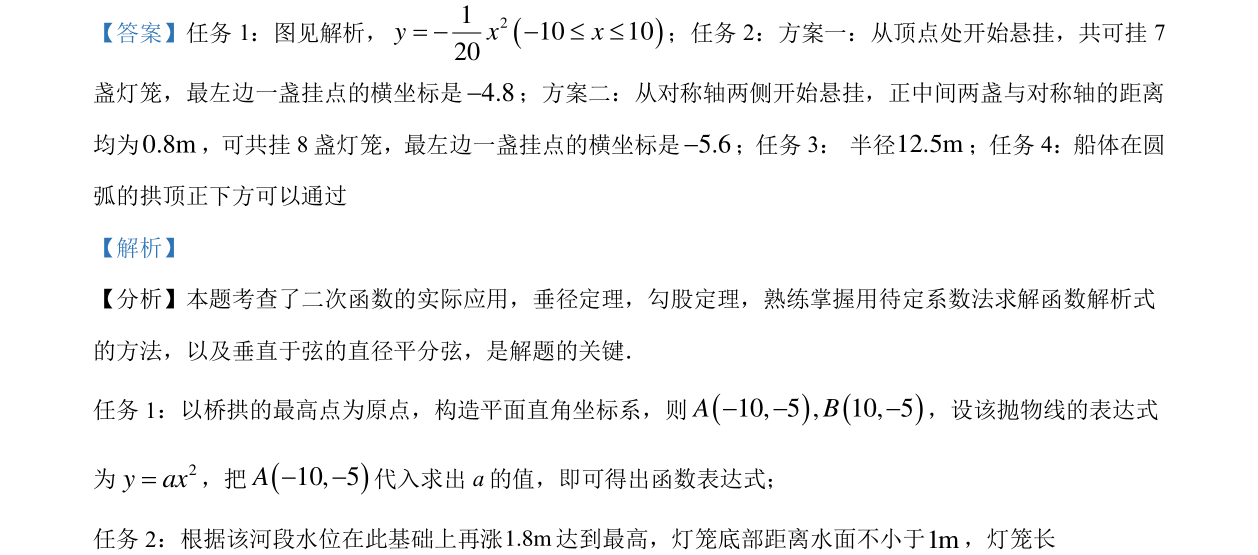 【答案】任务 1：图见解析，y = −1/20 x²(−10 ≤ x ≤ 10)；任务 2：方案一：从顶点处开始悬挂，共可挂 7
盏灯笼，最左边一盏挂点的横坐标是−4.8；方案二：从对称轴两侧开始悬挂，正中间两盏与对称轴的距离
均为0.8m，可共挂 8 盏灯笼，最左边一盏挂点的横坐标是−5.6；任务 3： 半径12.5m；任务 4：船体在圆
弧的拱顶正下方可以通过
【解析】
【分析】本题考查了二次函数的实际应用，垂径定理，勾股定理，熟练掌握用待定系数法求解函数解析式
的方法，以及垂直于弦的直径平分弦，是解题的关键．
任务 1：以桥拱的最高点为原点，构造平面直角坐标系，则 A(−10,−5),B(10,−5)，设该抛物线的表达式
为 y = ax²，把 A(−10,−5)代入求出 a 的值，即可得出函数表达式；
任务 2：根据该河段水位在此基础上再涨1.8m达到最高，灯笼底部距离水面不小于1m，灯笼长